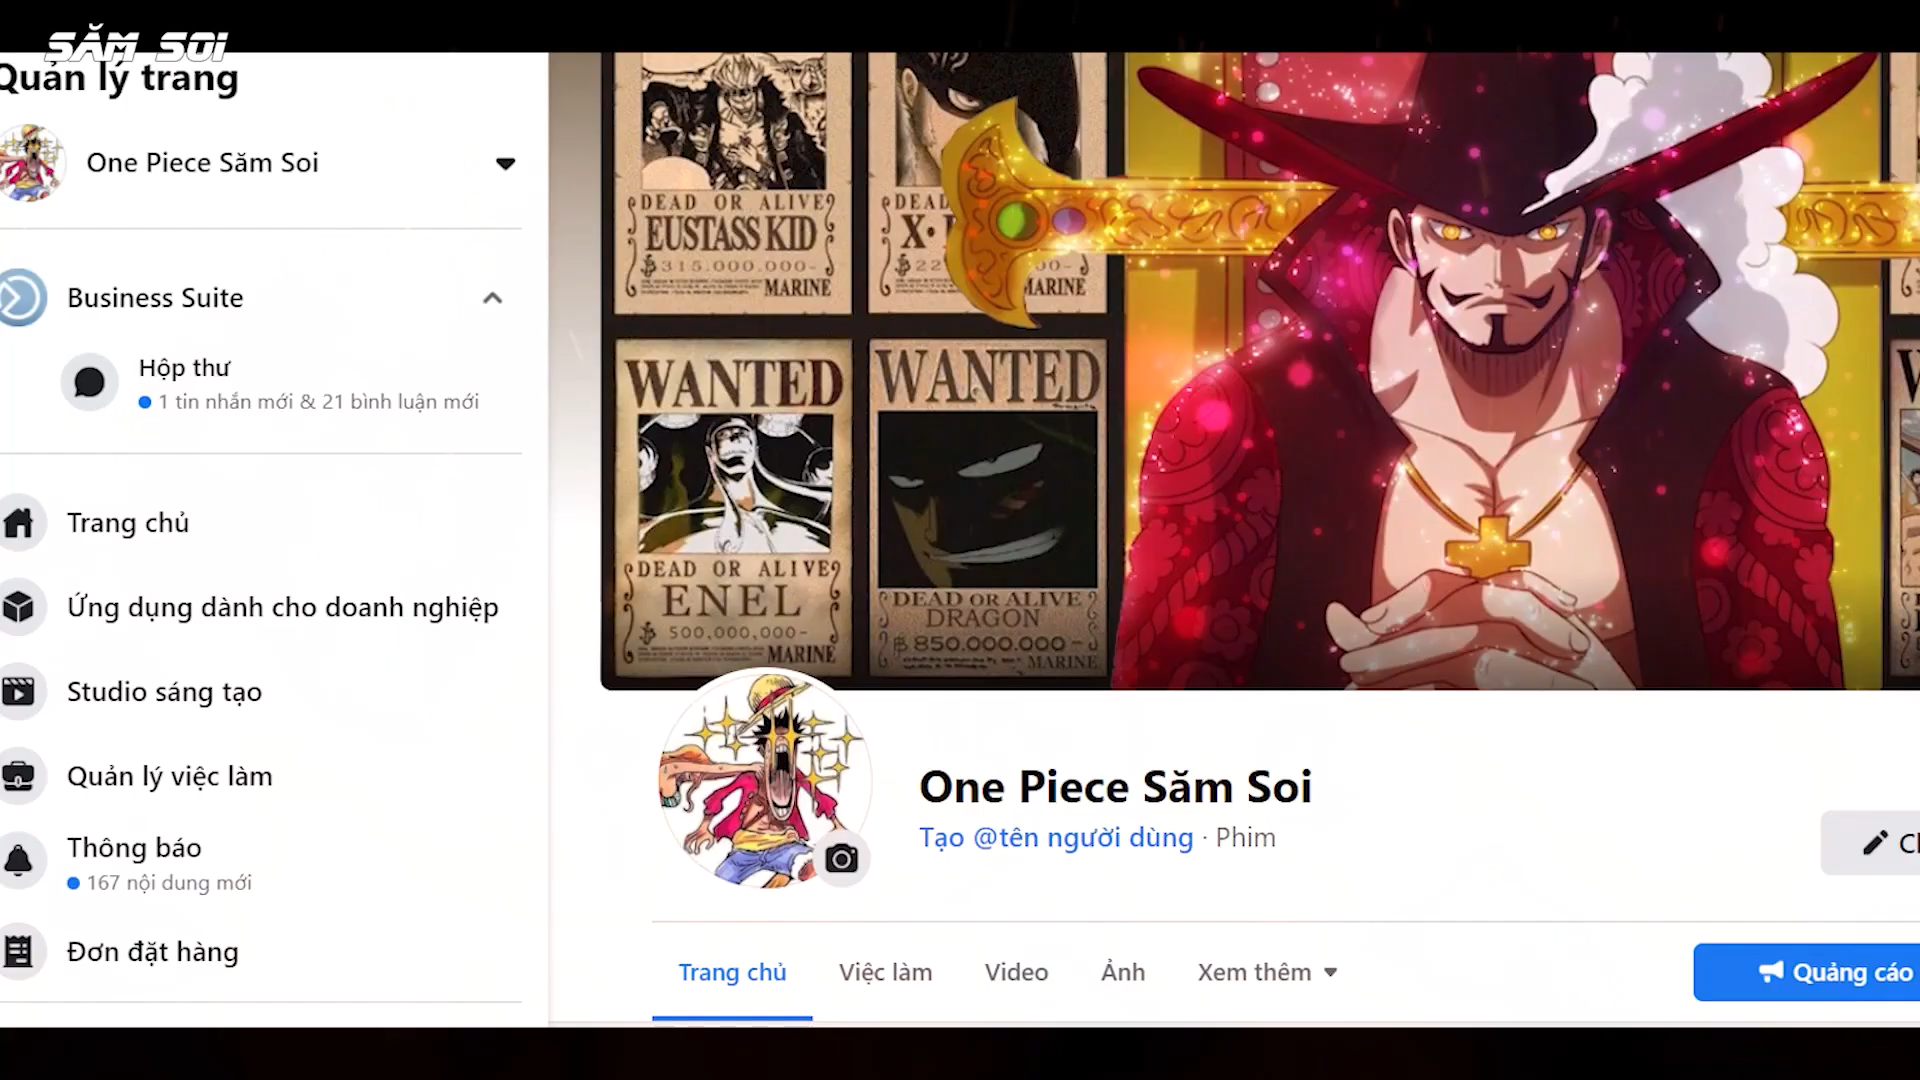 SĂM SOI
Quản lý trang
One Piece Săm Soi
Business Suite
Hộp thư
1 tin nhắn mới & 21 bình luận mới
Trang chủ
Ứng dụng dành cho doanh nghiệp
Studio sáng tạo
Quản lý việc làm
Thông báo
167 nội dung mới
Đơn đặt hàng
DEAD OR ALIVE
EUSTASS KID
315.000.000-
MARINE
DEAD
X·
MARINE
WANTED
DEAD OR ALIVE
ENEL
500,000,000-
MARINE
WANTED
DEAD OR ALIVE
DRAGON
850.000.000-
MARINE
One Piece Săm Soi
Tạo @tên người dùng · Phim
Trang chủ
Việc làm
Video
Ảnh
Xem thêm
Quảng cáo